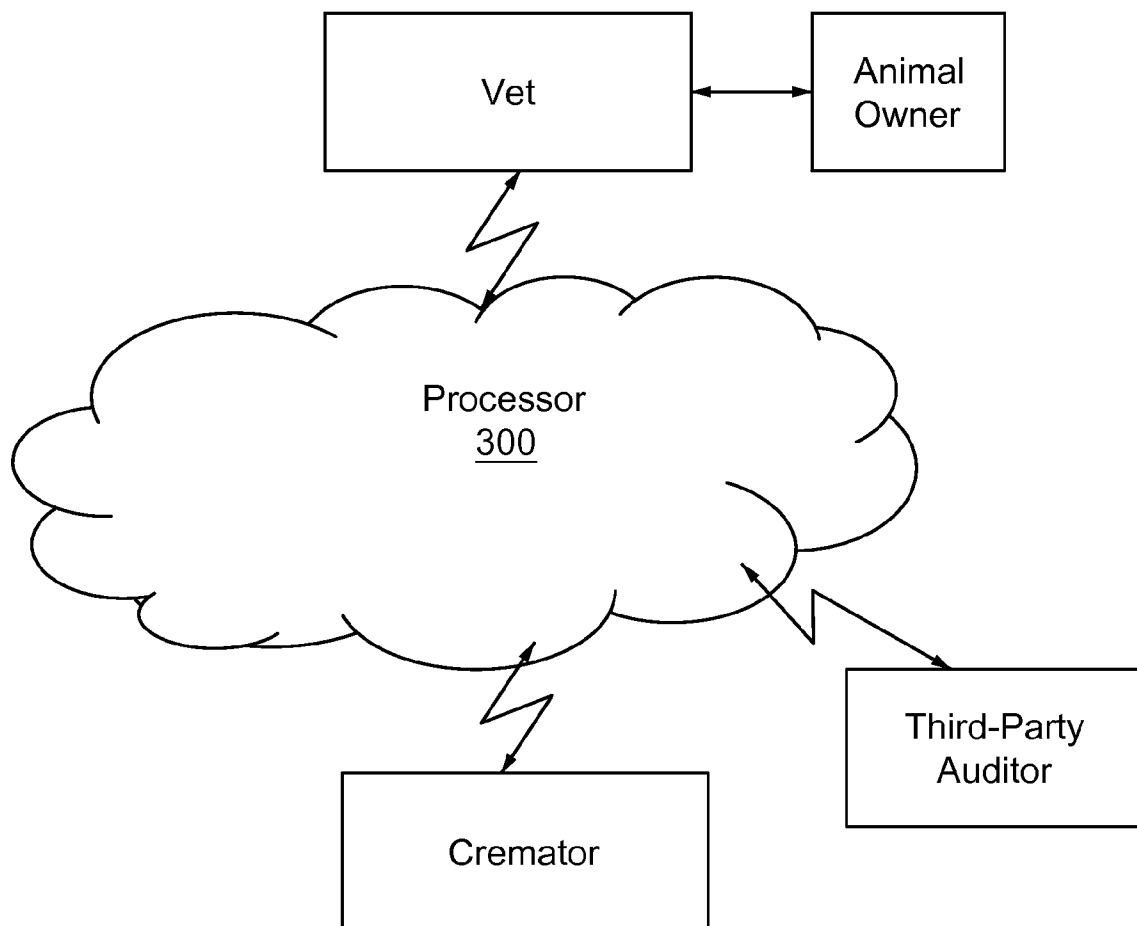 Vet
Animal
Owner
Processor
300
Third-Party
Auditor
Cremator